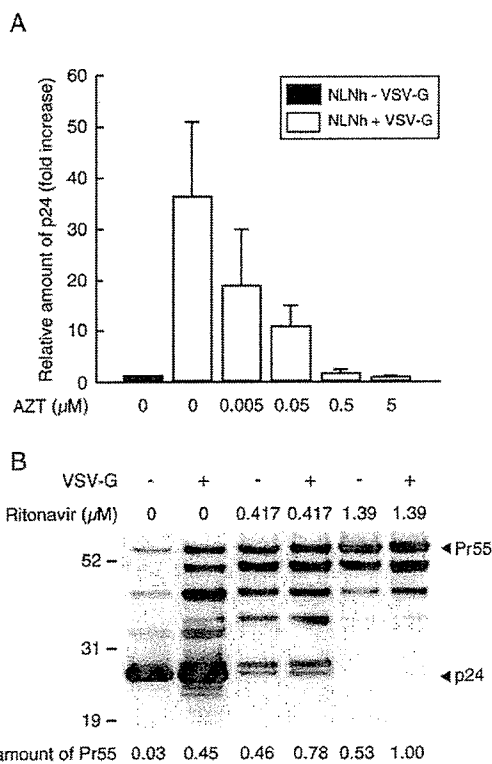 A
60
50
40
30
20
10
0
Relative amount of p24 (fold increase)
NLNh - VSV-G
NLNh + VSV-G
AZT (µM) 0 0 0.005 0.05 0.5 5
B
VSV-G - + - + - +
Ritonavir (µM) 0 0 0.417 0.417 1.39 1.39
52
31
19
Pr55
p24
amount of Pr55 0.03 0.45 0.46 0.78 0.53 1.00